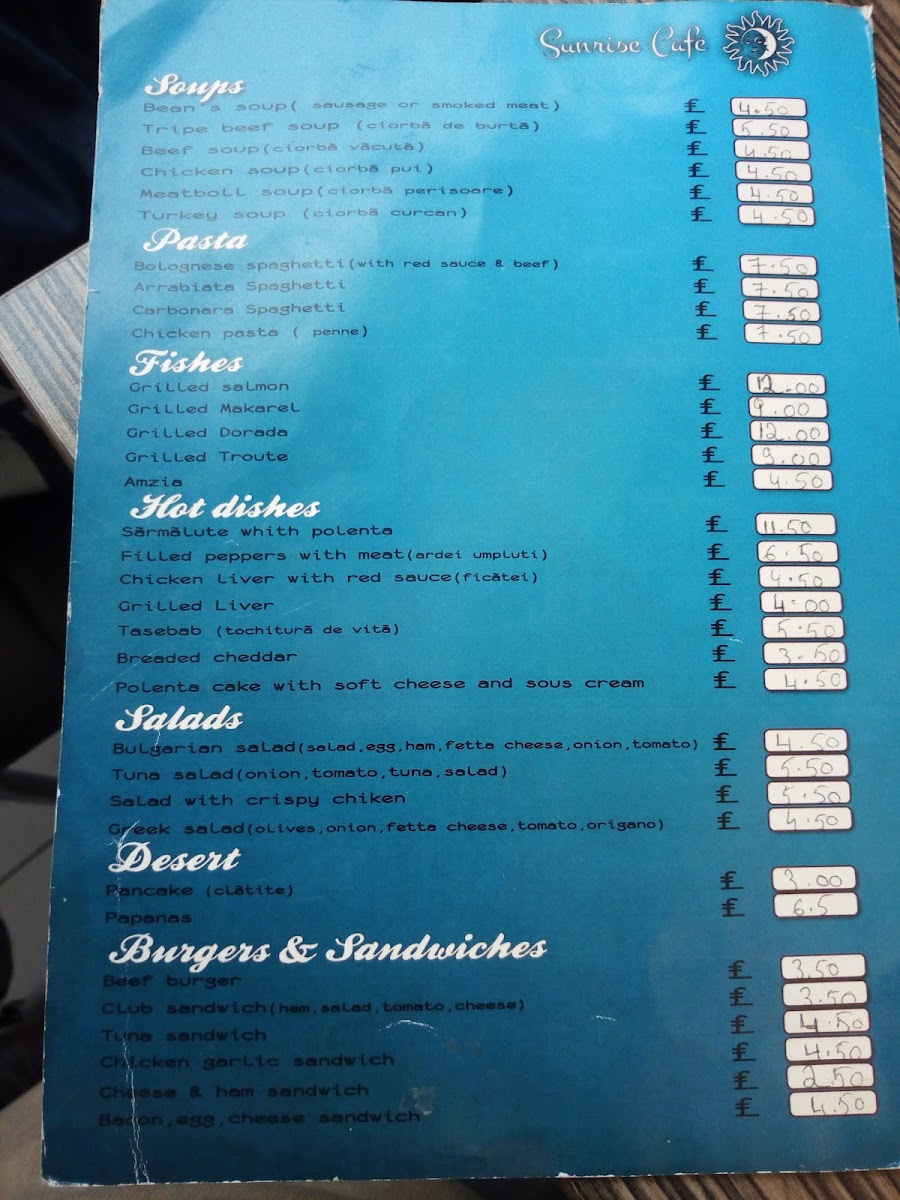 Sunrise Cafe
Soups
Bean's soup( sausage or smoked meat) £ 4.50
Tripe beef soup (ciorbă de burtă) £ 5.50
Beef soup(ciorbă văcută) £ 4.50
Chicken soup(ciorbă pui) £ 4.50
Meatboll soup(ciorbă perisoare) £ 4.50
Turkey soup (ciorbă curcan) £ 4.50
Pasta
Bolognese spaghetti(with red sauce & beef) £ 7.50
Arrabiata Spaghetti £ 7.50
Carbonara Spaghetti £ 7.50
Chicken pasta ( penne) £ 7.50
Fishes
Grilled salmon £ 12.00
Grilled Makarel £ 9.00
Grilled Dorada £ 12.00
Grilled Troute £ 9.00
Amzia £ 4.50
Hot dishes
Sărmălute whith polenta £ 11.50
Filled peppers with meat(ardei umpluti) £ 6.50
Chicken Liver with red sauce(ficătei) £ 4.50
Grilled Liver £ 4.00
Tasebab (tochitură de vită) £ 5.50
Breaded cheddar £ 3.50
Polenta cake with soft cheese and sous cream £ 4.50
Salads
Bulgarian salad(salad,egg,ham,fetta cheese,onion,tomato) £ 4.50
Tuna salad(onion,tomato,tuna,salad) £ 5.50
Salad with crispy chiken £ 5.50
Greek salad(olives,onion,fetta cheese,tomato,origano) £ 4.50
Desert
Pancake (clătite) £ 3.00
Papanas £ 6.5
Burgers & Sandwiches
Beef burger £ 3.50
Club sandwich(ham,salad,tomato,cheese) £ 3.50
Tuna sandwich £ 4.50
Chicken garlic sandwich £ 4.50
Cheese & ham sandwich £ 2.50
Bacon,egg,cheese sandwich £ 4.50